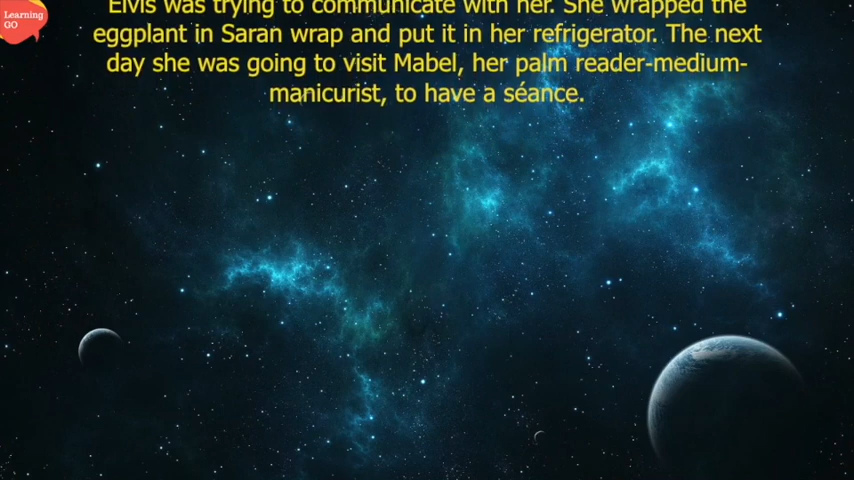 Learning
GO
Elvis was trying to communicate with her. She wrapped the
eggplant in Saran wrap and put it in her refrigerator. The next
day she was going to visit Mabel, her palm reader-medium-
manicurist, to have a séance.